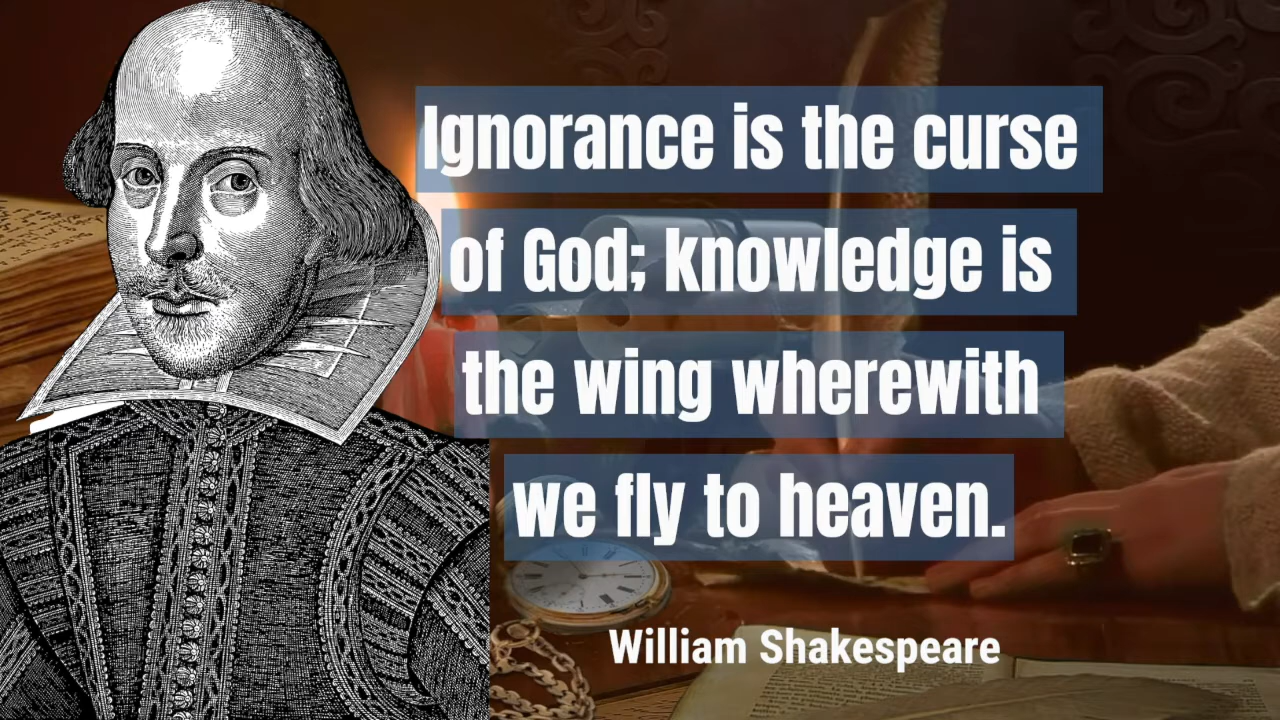 Ignorance is the curse
of God; knowledge is
the wing wherewith
we fly to heaven.
William Shakespeare